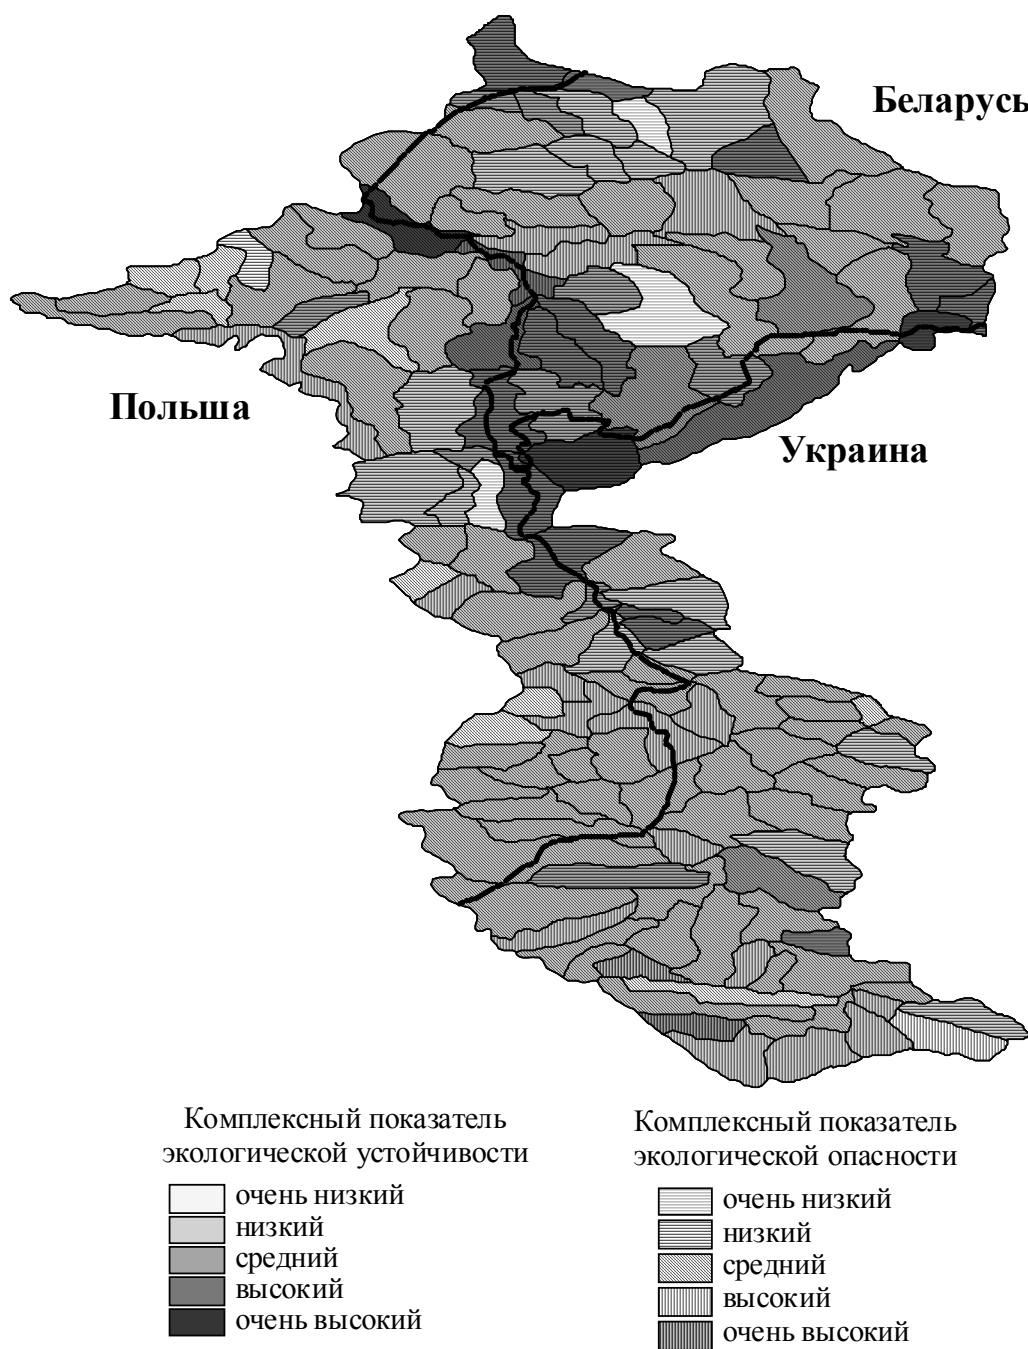 Беларусь
Польша
Украина
Комплексный показатель
экологической устойчивости
очень низкий
низкий
средний
высокий
очень высокий
Комплексный показатель
экологической опасности
очень низкий
низкий
средний
высокий
очень высокий